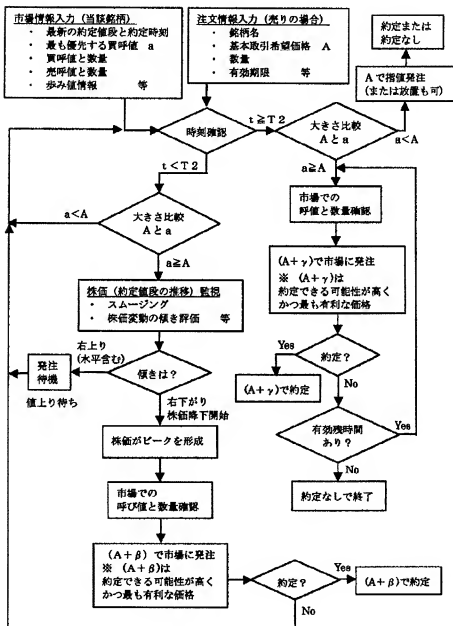 市場情報入力（当該銘柄）
・ 最新の約定値段と約定時刻
・ 最も優先する買呼値 a
・ 買呼値と数量
・ 売呼値と数量
・ 歩み値情報 等
注文情報入力（売りの場合）
・ 銘柄名
・ 基本取引希望価格 A
・ 数量
・ 有効期限 等
約定または
約定なし
Aで指値発注
（または放置も可）
時刻確認
t≧T2
大きさ比較
Aとa
a<A
t<T2
a≧A
市場での
呼値と数量確認
a<A
大きさ比較
Aとa
a≧A
（A＋γ）で市場に発注
※ （A＋γ）は
約定できる可能性が高く
かつ最も有利な価格
株価（約定値段の推移）監視
・ スムージング
・ 株価変動の傾き評価 等
Yes
約定？
（A＋γ）で約定
No
右上り
（水平含む）
発注
待機
値上り待ち
傾きは？
右下がり
株価降下開始
有効残時間
あり？
Yes
No
株価がピークを形成
約定なしで終了
市場での
呼び値と数量確認
（A＋β）で市場に発注
※ （A＋β）は
約定できる可能性が高く
かつ最も有利な価格
約定？
Yes
（A＋β）で約定
No